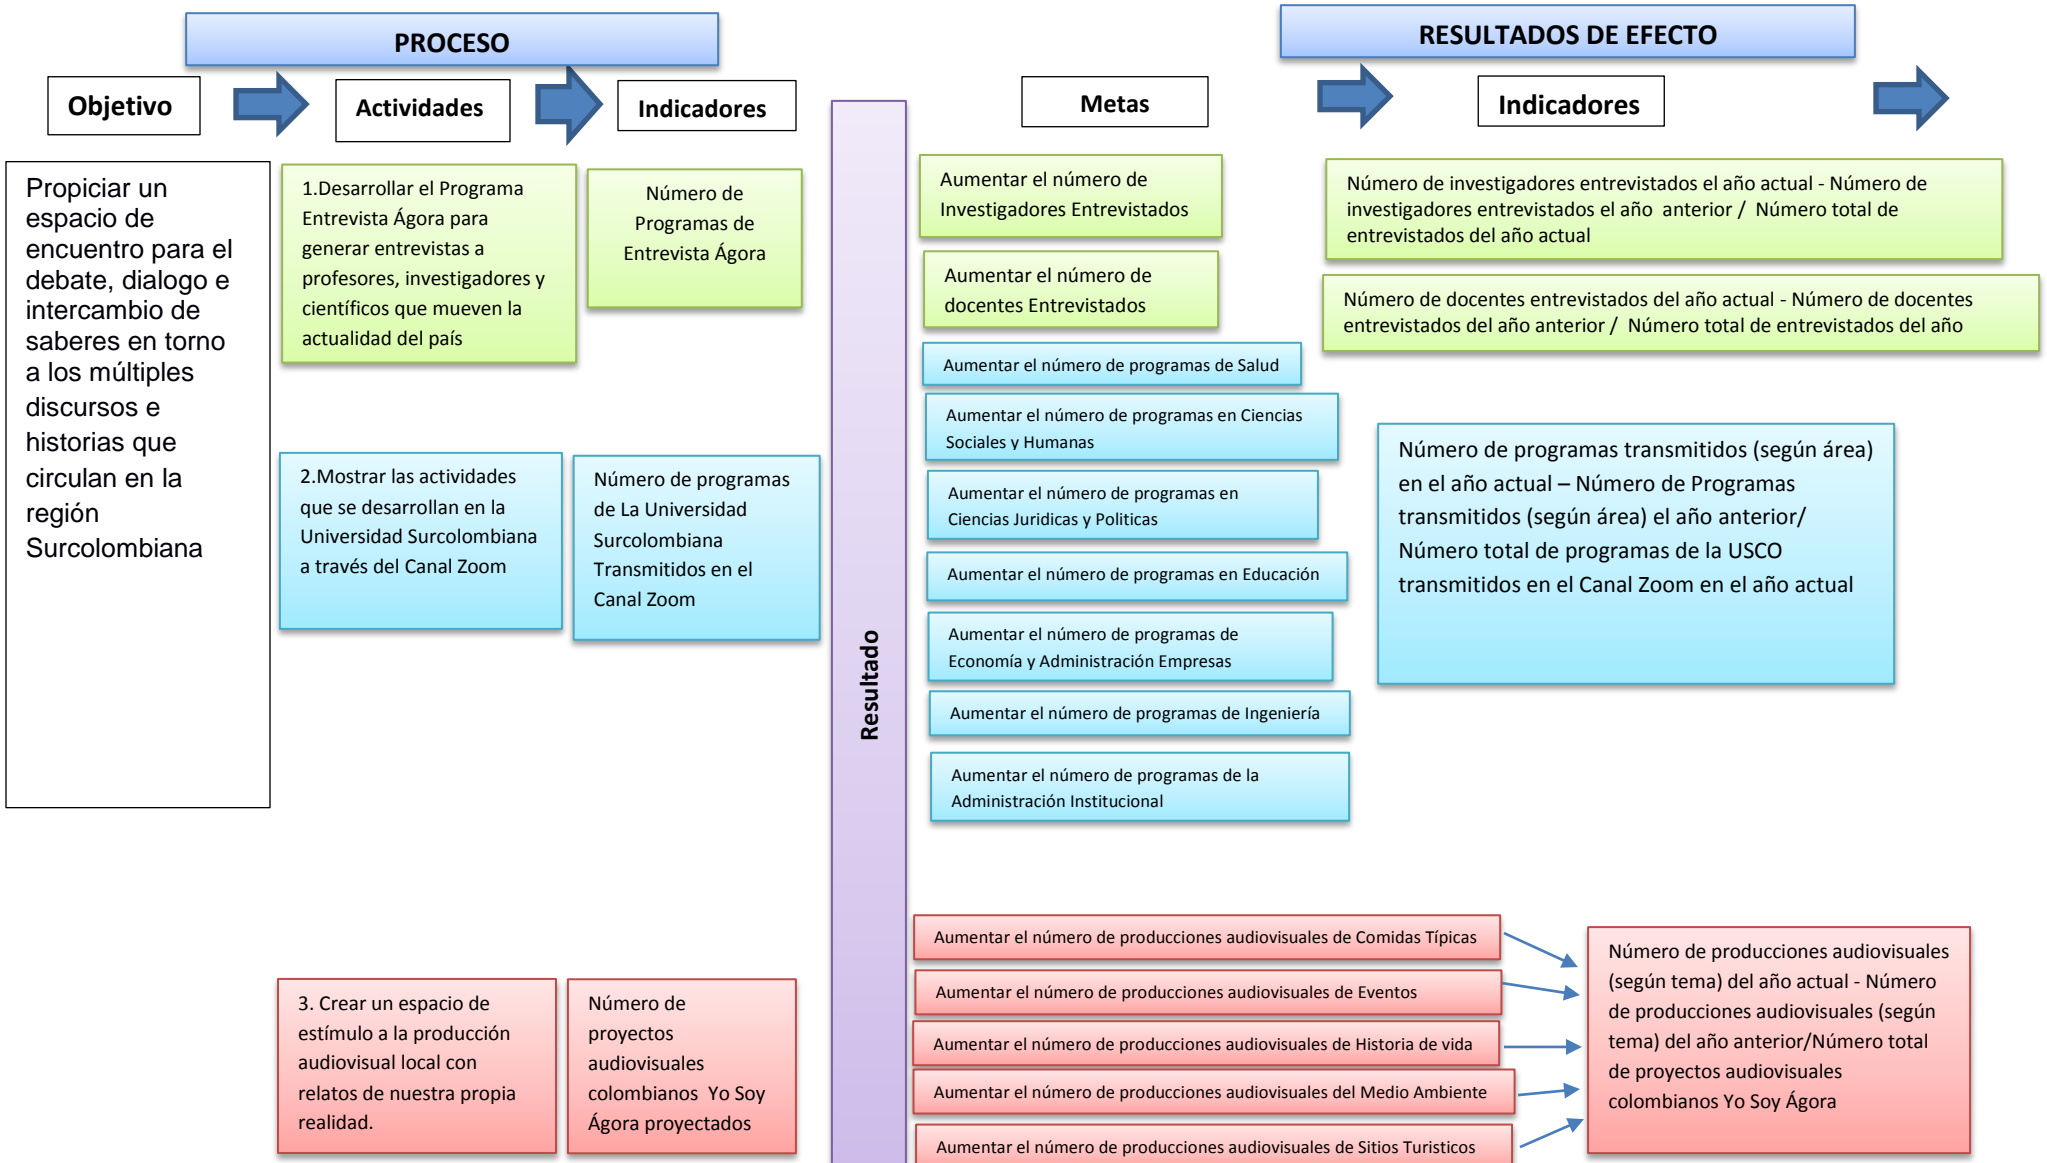 PROCESO
RESULTADOS DE EFECTO
Objetivo
Actividades
Indicadores
Metas
Indicadores
Propiciar un
espacio de
encuentro para el
debate, dialogo e
intercambio de
saberes en torno
a los múltiples
discursos e
historias que
circulan en la
región
Surcolombiana
1.Desarrollar el Programa
Entrevista Ágora para
generar entrevistas a
profesores, investigadores y
científicos que mueven la
actualidad del país
Número de
Programas de
Entrevista Ágora
2.Mostrar las actividades
que se desarrollan en la
Universidad Surcolombiana
a través del Canal Zoom
Número de programas
de La Universidad
Surcolombiana
Transmitidos en el
Canal Zoom
3. Crear un espacio de
estímulo a la producción
audiovisual local con
relatos de nuestra propia
realidad.
Número de
proyectos
audiovisuales
colombianos Yo Soy
Ágora proyectados
Resultado
Aumentar el número de
Investigadores Entrevistados
Aumentar el número de
docentes Entrevistados
Aumentar el número de programas de Salud
Aumentar el número de programas en Ciencias
Sociales y Humanas
Aumentar el número de programas en
Ciencias Juridicas y Politicas
Aumentar el número de programas en Educación
Aumentar el número de programas de
Economía y Administración Empresas
Aumentar el número de programas de Ingeniería
Aumentar el número de programas de la
Administración Institucional
Aumentar el número de producciones audiovisuales de Comidas Típicas
Aumentar el número de producciones audiovisuales de Eventos
Aumentar el número de producciones audiovisuales de Historia de vida
Aumentar el número de producciones audiovisuales del Medio Ambiente
Aumentar el número de producciones audiovisuales de Sitios Turisticos
Número de investigadores entrevistados el año actual - Número de
investigadores entrevistados el año anterior / Número total de
entrevistados del año actual
Número de docentes entrevistados del año actual - Número de docentes
entrevistados del año anterior / Número total de entrevistados del año
Número de programas transmitidos (según área)
en el año actual – Número de Programas
transmitidos (según área) el año anterior/
Número total de programas de la USCO
transmitidos en el Canal Zoom en el año actual
Número de producciones audiovisuales
(según tema) del año actual - Número
de producciones audiovisuales (según
tema) del año anterior/Número total
de proyectos audiovisuales
colombianos Yo Soy Ágora